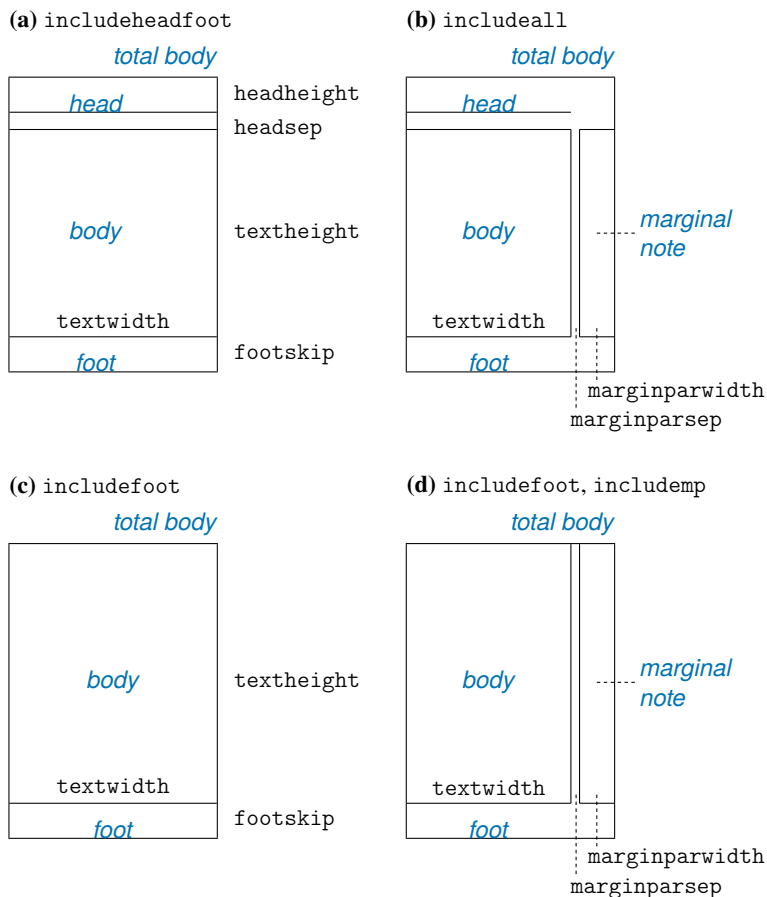 (a) includeheadfoot
total body
head
headheight
headsep
body
textheight
textwidth
foot
footskip
(b) includeall
total body
head
body
marginal
note
textwidth
foot
marginparwidth
marginparsep
(c) includefoot
total body
body
textheight
textwidth
foot
footskip
(d) includefoot, includemp
total body
body
marginal
note
textwidth
foot
marginparwidth
marginparsep